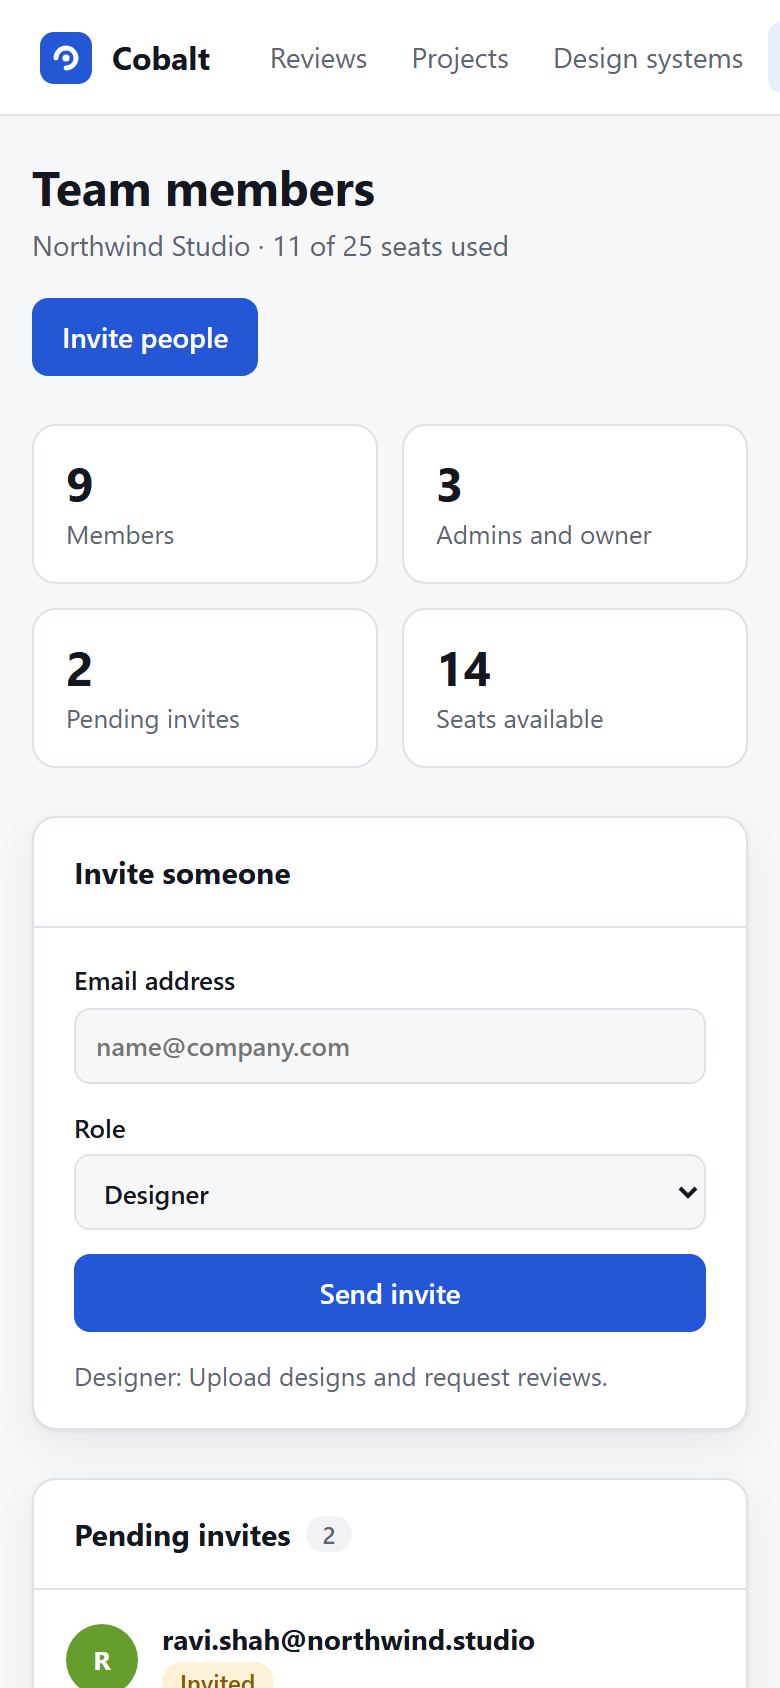 Cobalt Reviews Projects Design systems
Team members
Northwind Studio · 11 of 25 seats used
Invite people
9
Members
3
Admins and owner
2
Pending invites
14
Seats available
Invite someone
Email address
name@company.com
Role
Designer
Send invite
Designer: Upload designs and request reviews.
Pending invites 2
R
ravi.shah@northwind.studio
Invited